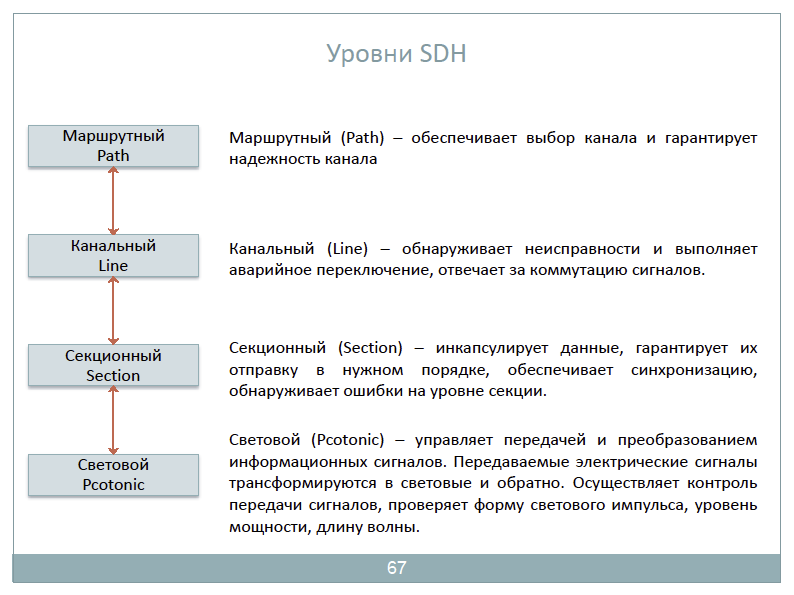 Уровни SDH
Маршрутный
Path
Маршрутный (Path) – обеспечивает выбор канала и гарантирует
надежность канала
Канальный
Line
Канальный (Line) – обнаруживает неисправности и выполняет
аварийное переключение, отвечает за коммутацию сигналов.
Секционный
Section
Секционный (Section) – инкапсулирует данные, гарантирует их
отправку в нужном порядке, обеспечивает синхронизацию,
обнаруживает ошибки на уровне секции.
Световой
Pcotonic
Световой (Pcotonic) – управляет передачей и преобразованием
информационных сигналов. Передаваемые электрические сигналы
трансформируются в световые и обратно. Осуществляет контроль
передачи сигналов, проверяет форму светового импульса, уровень
мощности, длину волны.
67